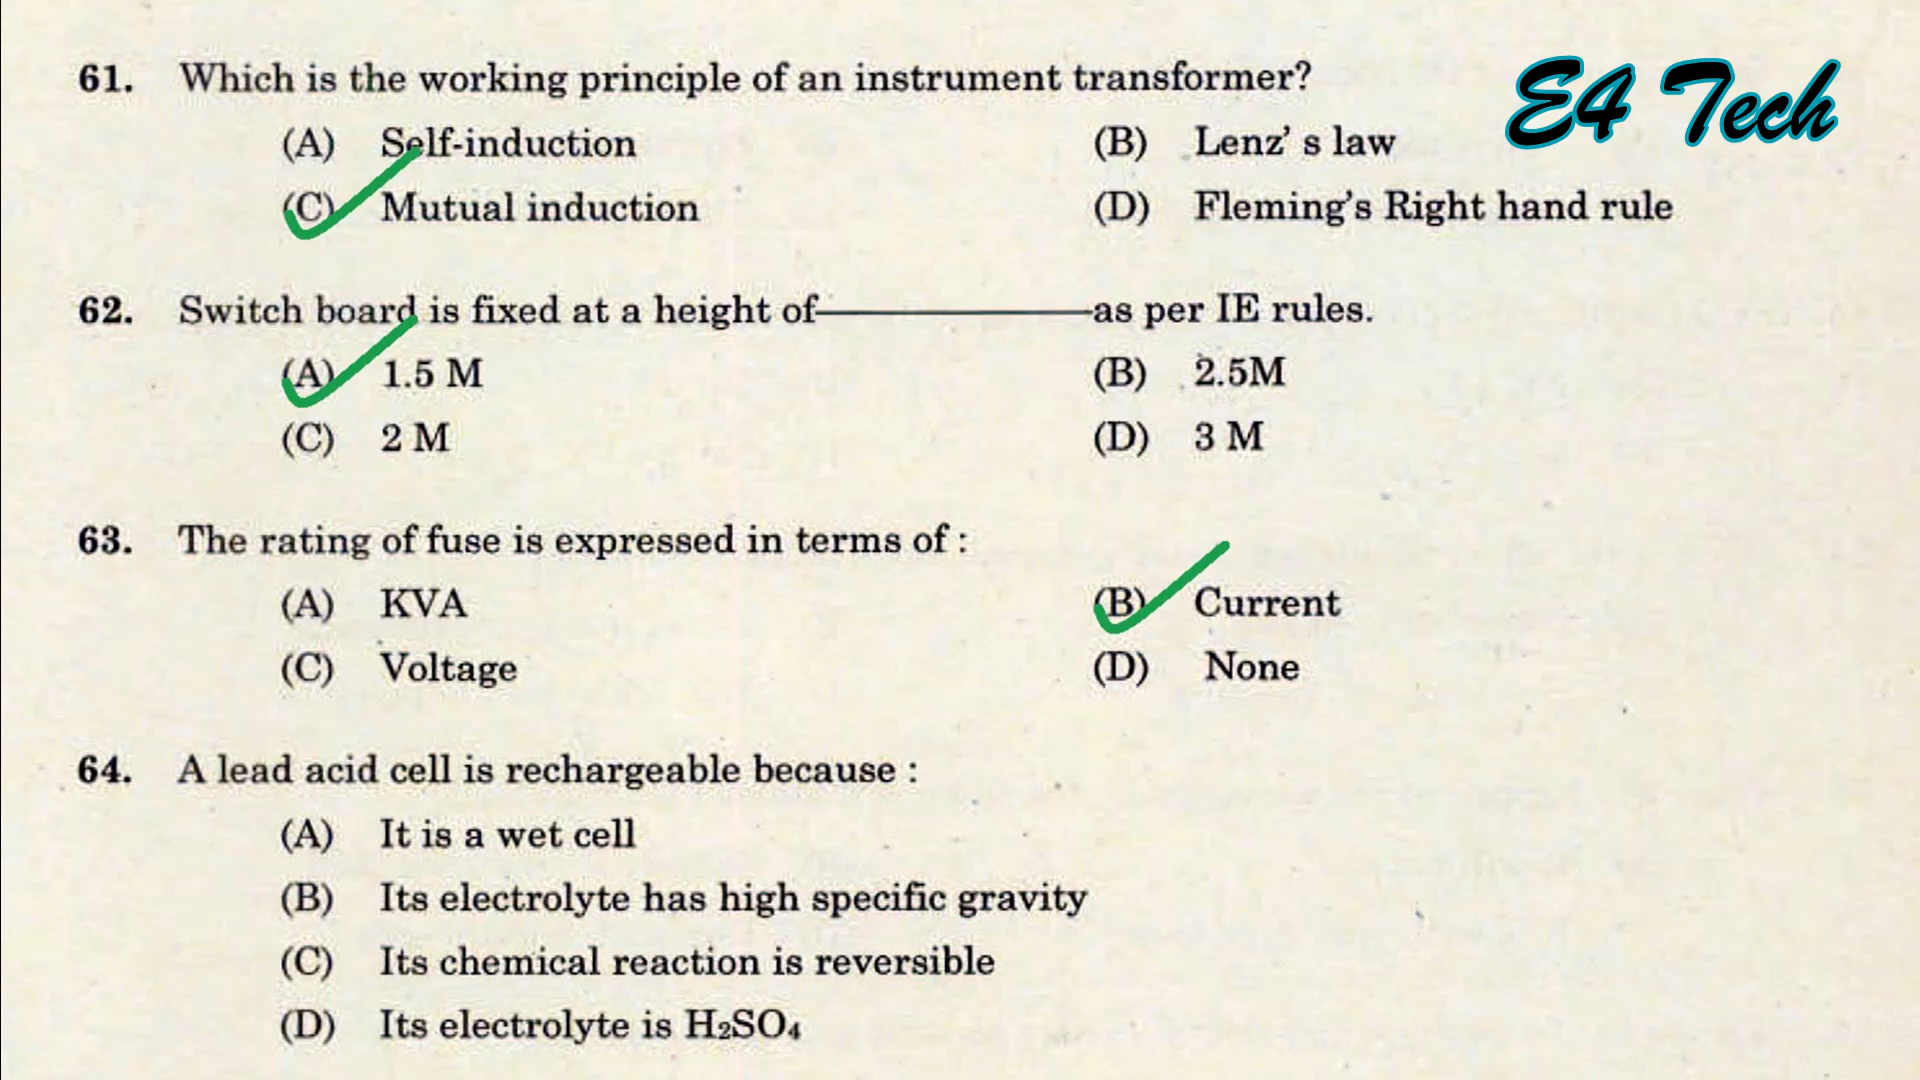 E4 Tech
61. Which is the working principle of an instrument transformer?
(A) Self-induction (B) Lenz' s law
(C) Mutual induction (D) Fleming's Right hand rule
62. Switch board is fixed at a height of—————as per IE rules.
(A) 1.5 M (B) 2.5M
(C) 2 M (D) 3 M
63. The rating of fuse is expressed in terms of :
(A) KVA (B) Current
(C) Voltage (D) None
64. A lead acid cell is rechargeable because :
(A) It is a wet cell
(B) Its electrolyte has high specific gravity
(C) Its chemical reaction is reversible
(D) Its electrolyte is H₂SO₄